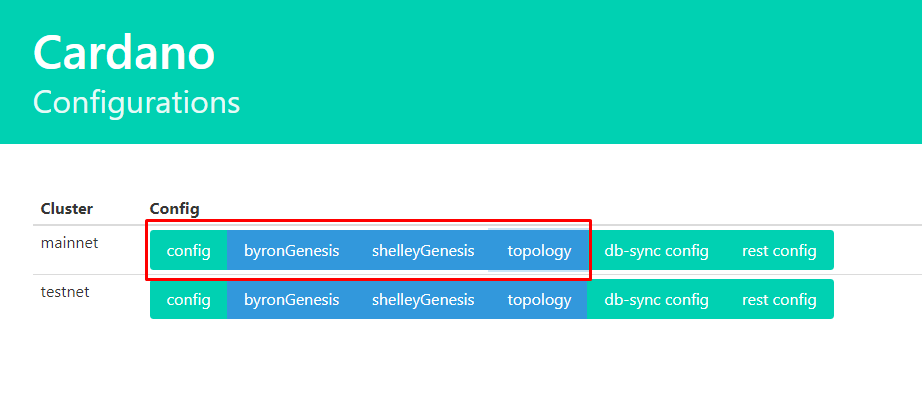 Cardano
Configurations
Cluster Config
mainnet config byronGenesis shelleyGenesis topology db-sync config rest config
testnet config byronGenesis shelleyGenesis topology db-sync config rest config